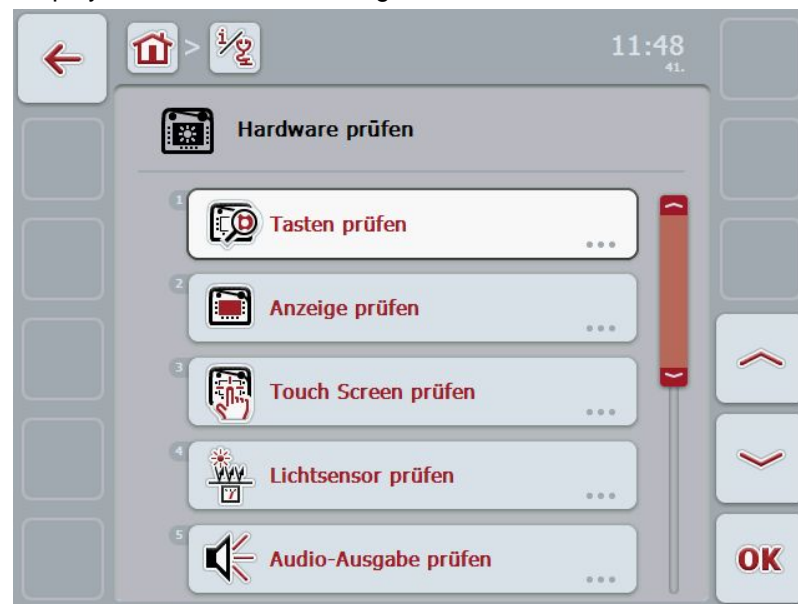 i/
> 11:48
41.
Hardware prüfen
1
Tasten prüfen
2
Anzeige prüfen
3
Touch Screen prüfen
4
Lichtsensor prüfen
5
Audio-Ausgabe prüfen
OK